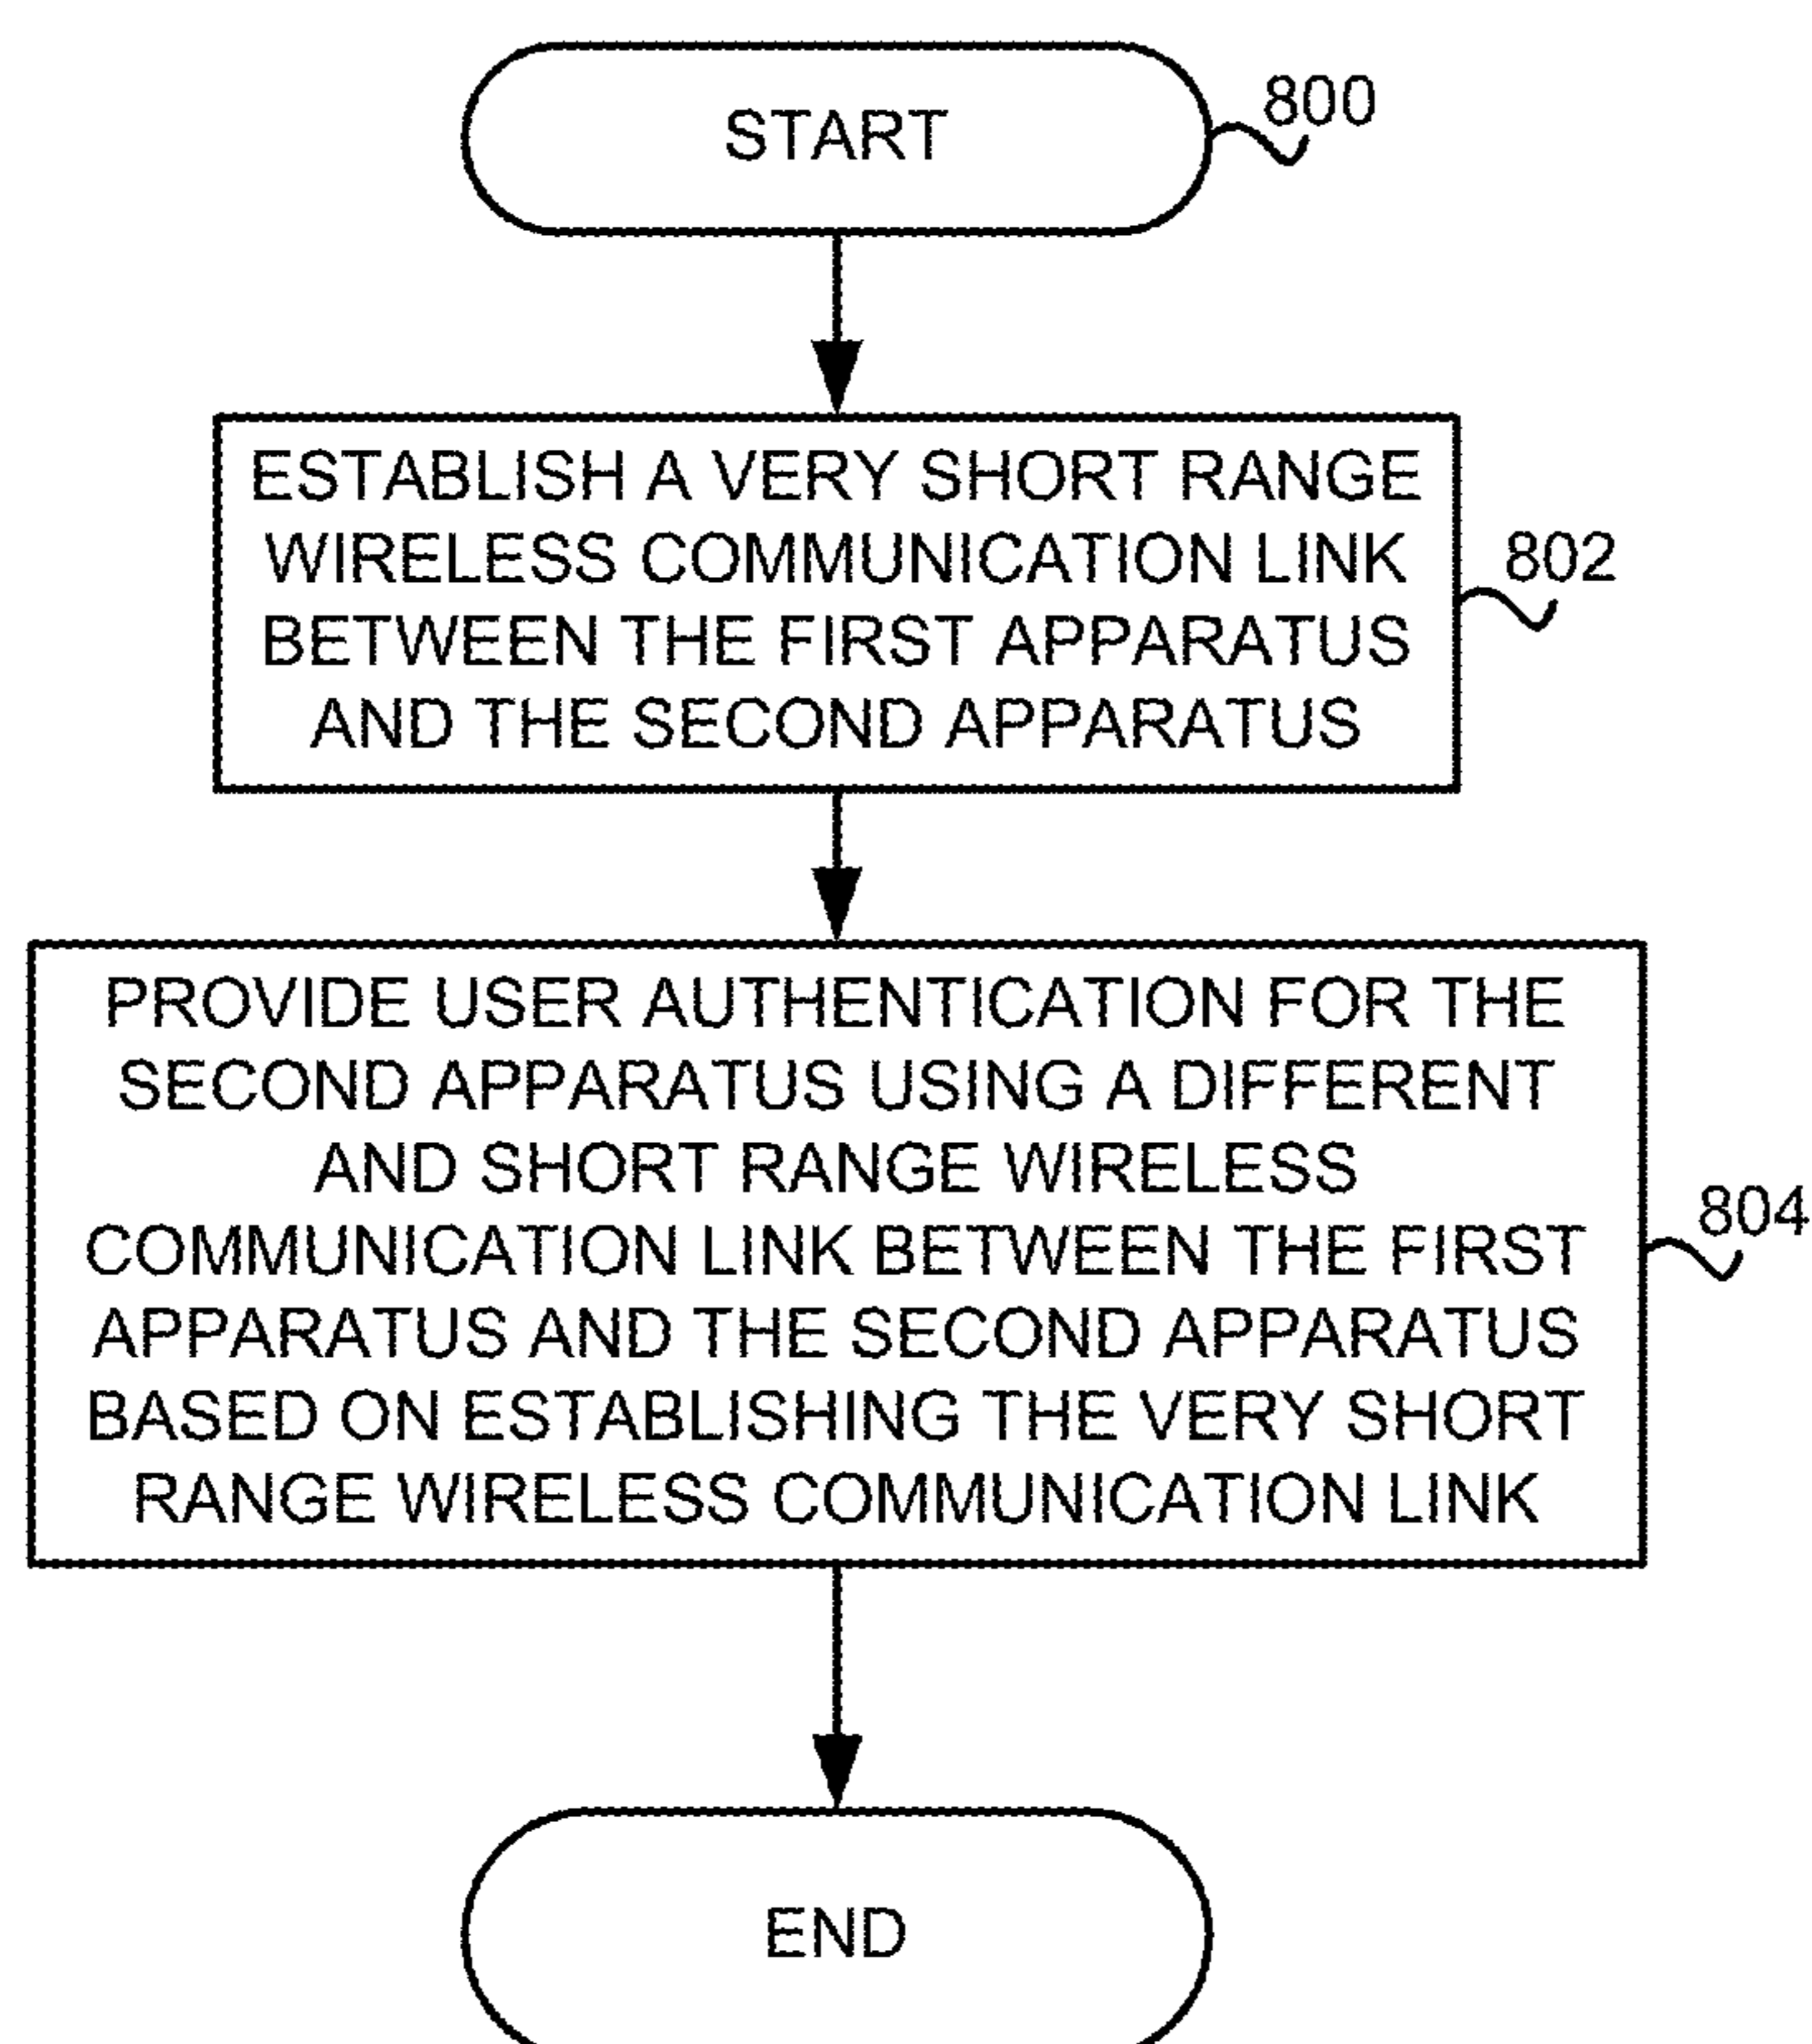 START
800
ESTABLISH A VERY SHORT RANGE
WIRELESS COMMUNICATION LINK
BETWEEN THE FIRST APPARATUS
AND THE SECOND APPARATUS
802
PROVIDE USER AUTHENTICATION FOR THE
SECOND APPARATUS USING A DIFFERENT
AND SHORT RANGE WIRELESS
COMMUNICATION LINK BETWEEN THE FIRST
APPARATUS AND THE SECOND APPARATUS
BASED ON ESTABLISHING THE VERY SHORT
RANGE WIRELESS COMMUNICATION LINK
804
END